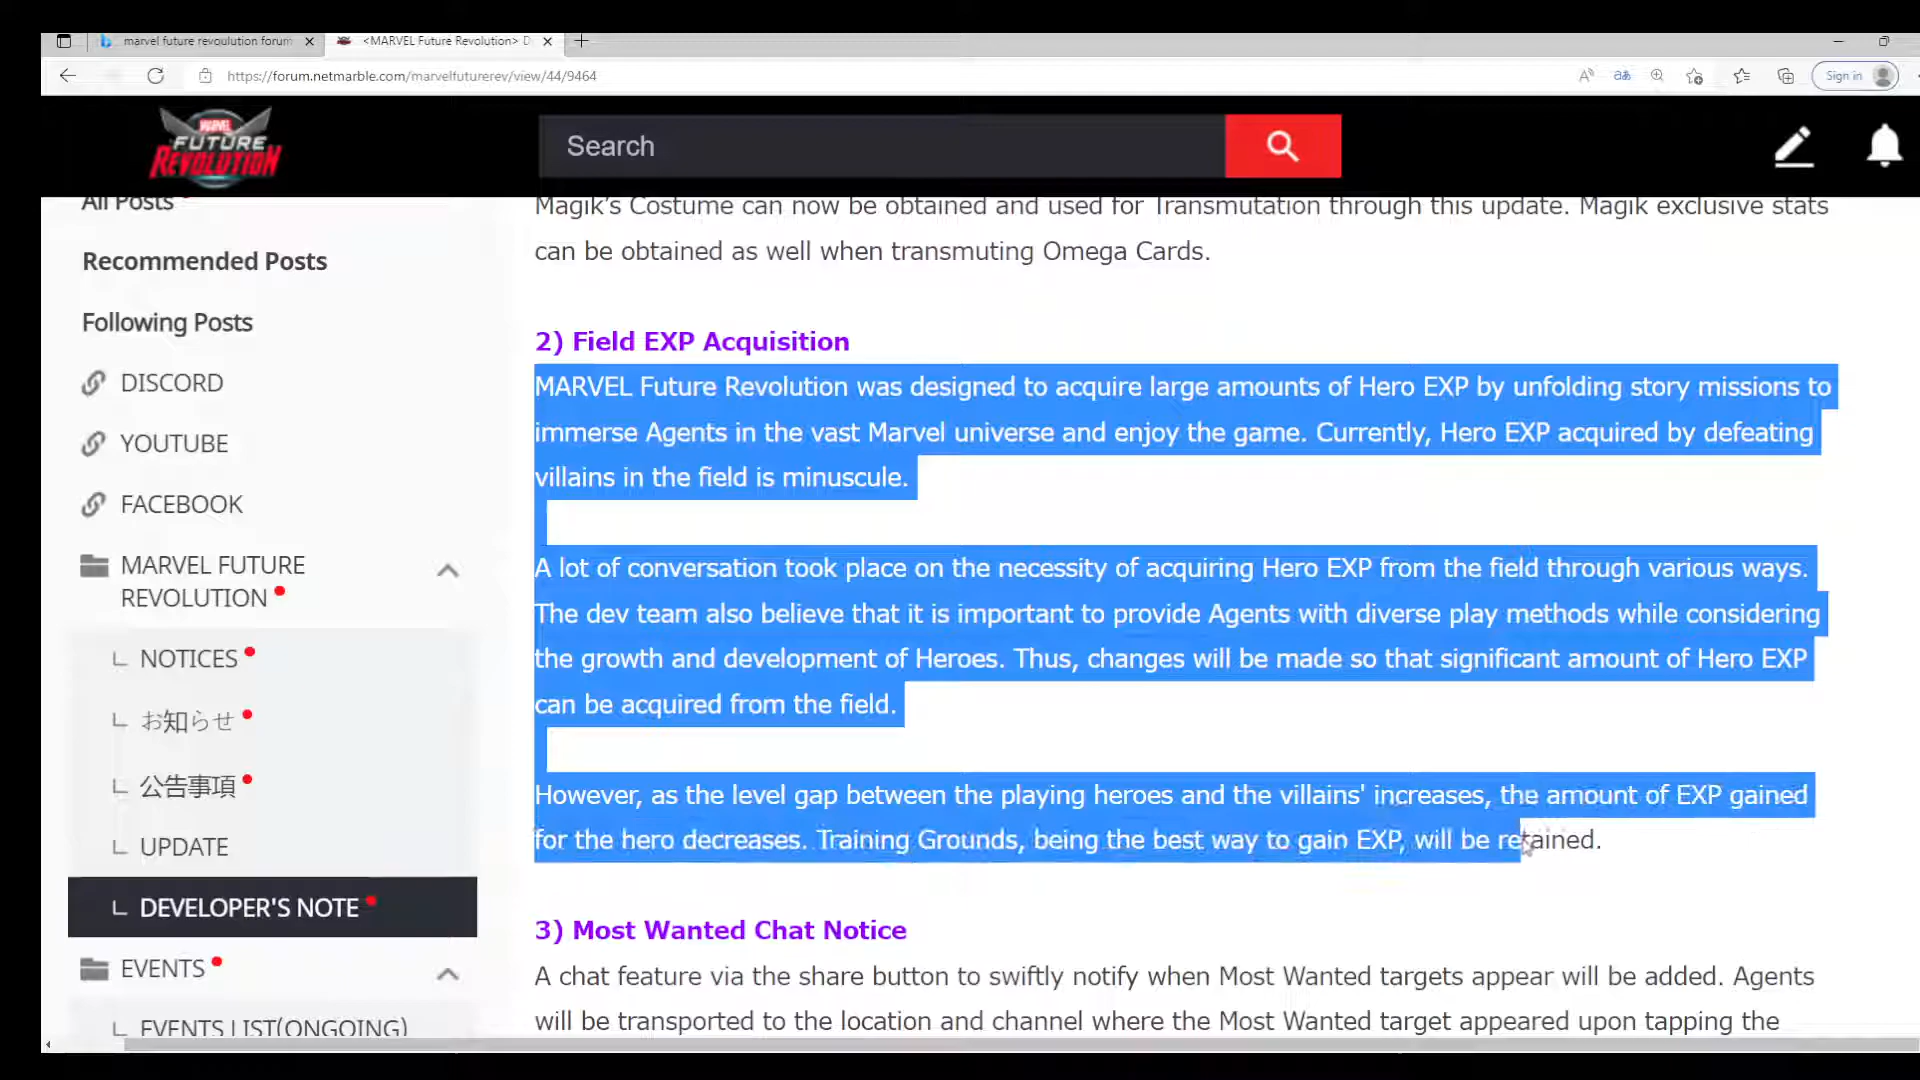 marvel future revoulution forum
<MARVEL Future Revolution> D
https://forum.netmarble.com/marvelfuturerev/view/44/9464
Sign in
MARVEL
FUTURE
REVOLUTION
Search
All Posts
Recommended Posts
Following Posts
DISCORD
YOUTUBE
FACEBOOK
MARVEL FUTURE
REVOLUTION
NOTICES
お知らせ
公告事項
UPDATE
DEVELOPER'S NOTE
EVENTS
EVENTS LIST(ONGOING)
Magik’s Costume can now be obtained and used for Transmutation through this update. Magik exclusive stats
can be obtained as well when transmuting Omega Cards.
2) Field EXP Acquisition
MARVEL Future Revolution was designed to acquire large amounts of Hero EXP by unfolding story missions to
immerse Agents in the vast Marvel universe and enjoy the game. Currently, Hero EXP acquired by defeating
villains in the field is minuscule.
A lot of conversation took place on the necessity of acquiring Hero EXP from the field through various ways.
The dev team also believe that it is important to provide Agents with diverse play methods while considering
the growth and development of Heroes. Thus, changes will be made so that significant amount of Hero EXP
can be acquired from the field.
However, as the level gap between the playing heroes and the villains' increases, the amount of EXP gained
for the hero decreases. Training Grounds, being the best way to gain EXP, will be retained.
3) Most Wanted Chat Notice
A chat feature via the share button to swiftly notify when Most Wanted targets appear will be added. Agents
will be transported to the location and channel where the Most Wanted target appeared upon tapping the